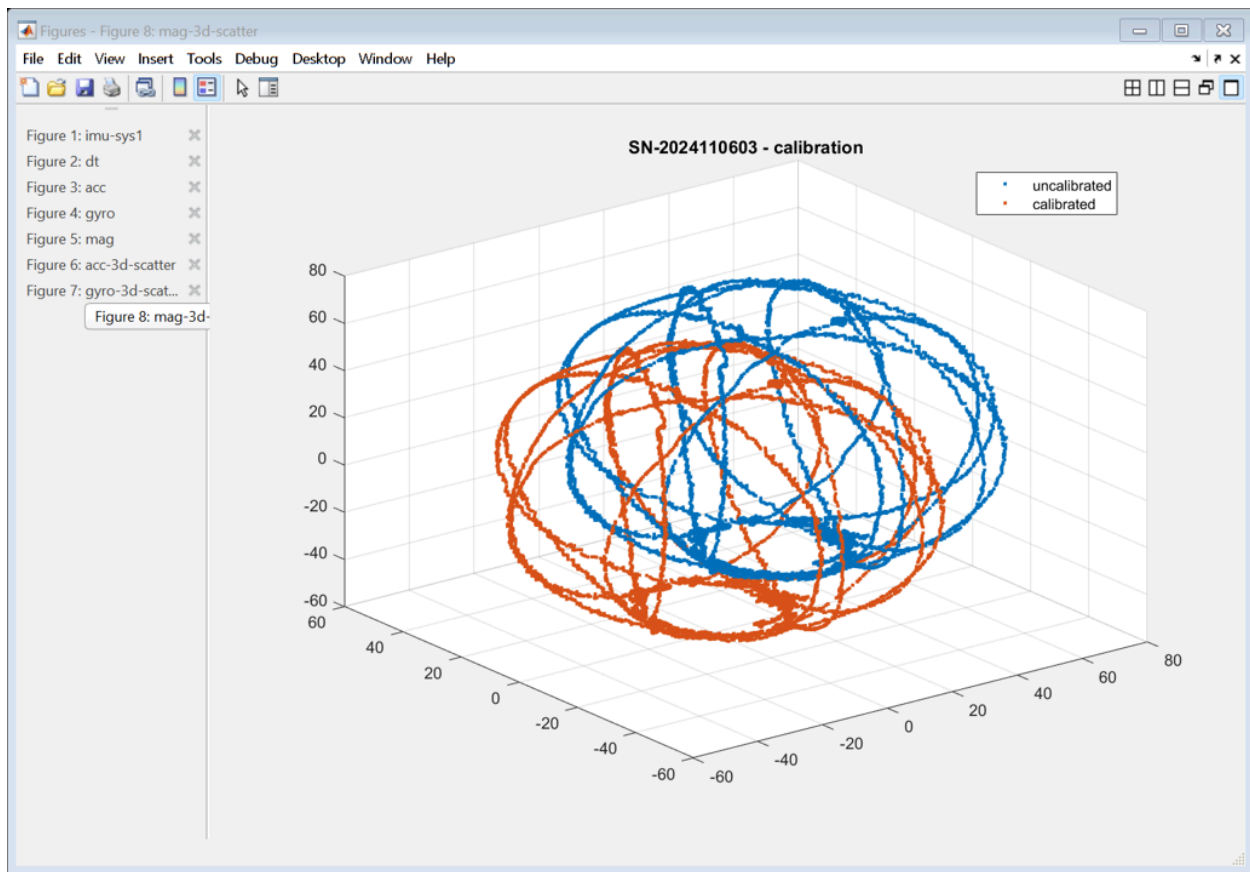 Figures - Figure 8: mag-3d-scatter
File Edit View Insert Tools Debug Desktop Window Help
Figure 1: imu-sys1
Figure 2: dt
Figure 3: acc
Figure 4: gyro
Figure 5: mag
Figure 6: acc-3d-scatter
Figure 7: gyro-3d-scat...
Figure 8: mag-3d-
SN-2024110603 - calibration
uncalibrated
calibrated
80
60
40
20
0
-20
-40
-60
60
40
20
0
-20
-40
-60
-60
-40
-20
0
20
40
60
80